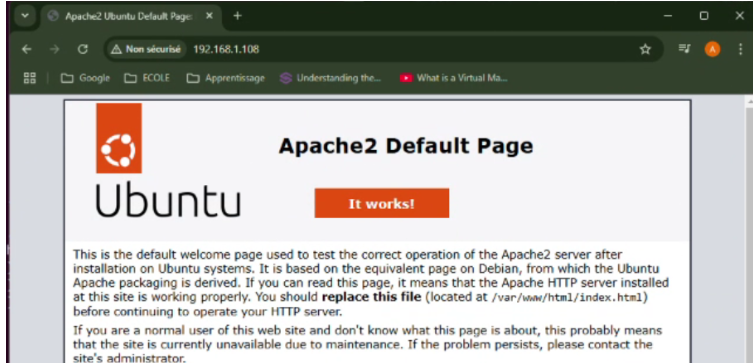 Apache2 Ubuntu Default Page:
Non sécurisé 192.168.1.108
Google ECOLE Apprentissage Understanding the... What is a Virtual Ma...
Apache2 Default Page
Ubuntu
It works!
This is the default welcome page used to test the correct operation of the Apache2 server after
installation on Ubuntu systems. It is based on the equivalent page on Debian, from which the Ubuntu
Apache packaging is derived. If you can read this page, it means that the Apache HTTP server installed
at this site is working properly. You should replace this file (located at /var/www/html/index.html)
before continuing to operate your HTTP server.
If you are a normal user of this web site and don't know what this page is about, this probably means
that the site is currently unavailable due to maintenance. If the problem persists, please contact the
site's administrator.